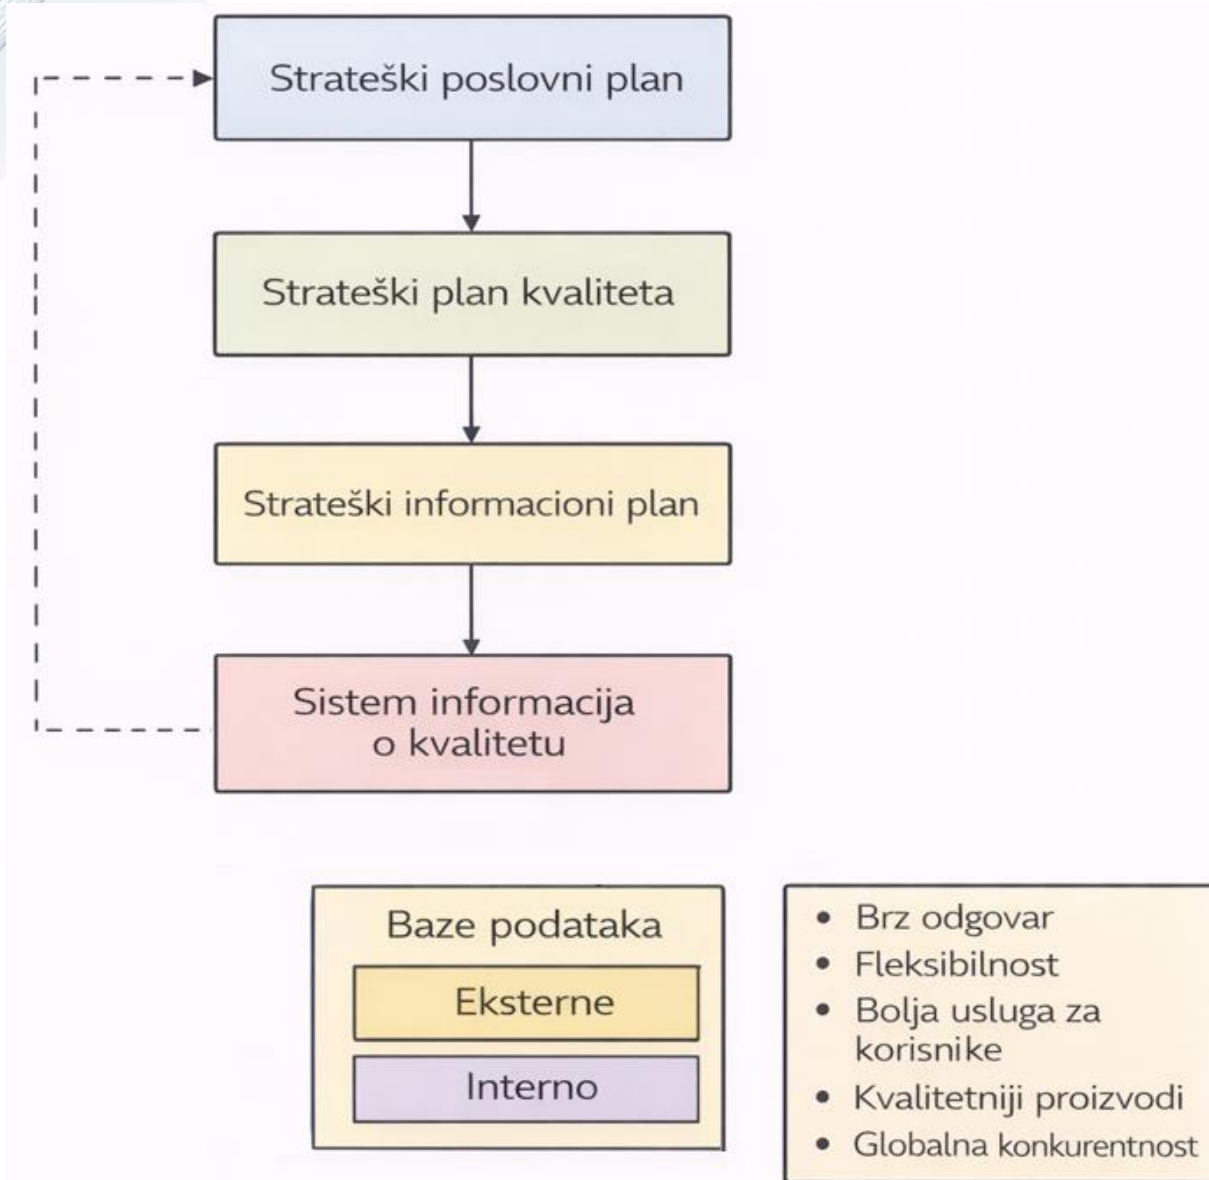 Strateški poslovni plan
Strateški plan kvaliteta
Strateški informacioni plan
Sistem informacija
o kvalitetu
Baze podataka
Eksterne
Interno
• Brz odgovar
• Fleksibilnost
• Bolja usluga za
korisnike
• Kvalitetniji proizvodi
• Globalna konkurentnost